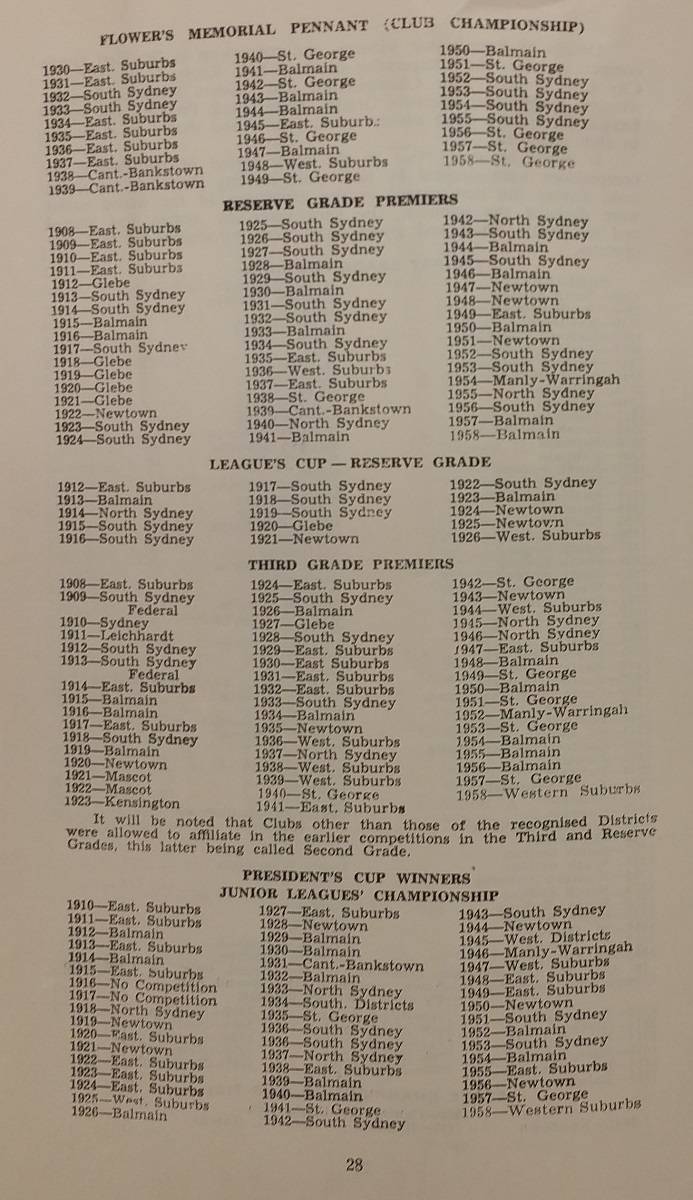 FLOWER'S MEMORIAL PENNANT (CLUB CHAMPIONSHIP)
1930—East. Suburbs
1931—East. Suburbs
1932—South Sydney
1933—South Sydney
1934—East. Suburbs
1935—East. Suburbs
1936—East. Suburbs
1937—East. Suburbs
1938—Cant.-Bankstown
1939—Cant.-Bankstown
1940—St. George
1941—Balmain
1942—St. George
1943—Balmain
1944—Balmain
1945—East. Suburb.:
1946—St. George
1947—Balmain
1948—West. Suburbs
1949—St. George
1950—Balmain
1951—St. George
1952—South Sydney
1953—South Sydney
1954—South Sydney
1955—South Sydney
1956—St. George
1957—St. George
1958—St. George
RESERVE GRADE PREMIERS
1908—East. Suburbs
1909—East. Suburbs
1910—East. Suburbs
1911—East. Suburbs
1912—Glebe
1913—South Sydney
1914—South Sydney
1915—Balmain
1916—Balmain
1917—South Sydney
1918—Glebe
1919—Glebe
1920—Glebe
1921—Glebe
1922—Newtown
1923—South Sydney
1924—South Sydney
1925—South Sydney
1926—South Sydney
1927—South Sydney
1928—Balmain
1929—South Sydney
1930—Balmain
1931—South Sydney
1932—South Sydney
1933—Balmain
1934—South Sydney
1935—East. Suburbs
1936—West. Suburbs
1937—East. Suburbs
1938—St. George
1939—Cant.-Bankstown
1940—North Sydney
1941—Balmain
1942—North Sydney
1943—South Sydney
1944—Balmain
1945—South Sydney
1946—Balmain
1947—Newtown
1948—Newtown
1949—East. Suburbs
1950—Balmain
1951—Newtown
1952—South Sydney
1953—South Sydney
1954—Manly-Warringah
1955—North Sydney
1956—South Sydney
1957—Balmain
1958—Balmain
LEAGUE'S CUP — RESERVE GRADE
1912—East. Suburbs
1913—Balmain
1914—North Sydney
1915—South Sydney
1916—South Sydney
1917—South Sydney
1918—South Sydney
1919—South Sydney
1920—Glebe
1921—Newtown
1922—South Sydney
1923—Balmain
1924—Newtown
1925—Newtown
1926—West. Suburbs
THIRD GRADE PREMIERS
1908—East. Suburbs
1909—South Sydney
Federal
1910—Sydney
1911—Leichhardt
1912—South Sydney
1913—South Sydney
Federal
1914—East. Suburbs
1915—Balmain
1916—Balmain
1917—East. Suburbs
1918—South Sydney
1919—Balmain
1920—Newtown
1921—Mascot
1922—Mascot
1923—Kensington
1924—East. Suburbs
1925—South Sydney
1926—Balmain
1927—Glebe
1928—South Sydney
1929—East. Suburbs
1930—East Suburbs
1931—East. Suburbs
1932—East. Suburbs
1933—South Sydney
1934—Balmain
1935—Newtown
1936—West. Suburbs
1937—North Sydney
1938—West. Suburbs
1939—West. Suburbs
1940—St. George
1941—East. Suburbs
1942—St. George
1943—Newtown
1944—West. Suburbs
1945—North Sydney
1946—North Sydney
1947—East. Suburbs
1948—Balmain
1949—St. George
1950—Balmain
1951—St. George
1952—Manly-Warringah
1953—St. George
1954—Balmain
1955—Balmain
1956—Balmain
1957—St. George
1958—Western Suburbs
It will be noted that Clubs other than those of the recognised Districts
were allowed to affiliate in the earlier competitions in the Third and Reserve
Grades, this latter being called Second Grade.
PRESIDENT'S CUP WINNERS
JUNIOR LEAGUES' CHAMPIONSHIP
1910—East. Suburbs
1911—East. Suburbs
1912—Balmain
1913—East. Suburbs
1914—Balmain
1915—East. Suburbs
1916—No Competition
1917—No Competition
1918—North Sydney
1919—Newtown
1920—East. Suburbs
1921—Newtown
1922—East. Suburbs
1923—East. Suburbs
1924—East. Suburbs
1925—West. Suburbs
1926—Balmain
1927—East. Suburbs
1928—Newtown
1929—Balmain
1930—Balmain
1931—Cant.-Bankstown
1932—Balmain
1933—North Sydney
1934—South. Districts
1935—St. George
1936—South Sydney
1936—South Sydney
1937—North Sydney
1938—East. Suburbs
1939—Balmain
1940—Balmain
1941—St. George
1942—South Sydney
1943—South Sydney
1944—Newtown
1945—West. Districts
1946—Manly-Warringah
1947—West. Suburbs
1948—East. Suburbs
1949—East. Suburbs
1950—Newtown
1951—South Sydney
1952—Balmain
1953—South Sydney
1954—Balmain
1955—East. Suburbs
1956—Newtown
1957—St. George
1958—Western Suburbs
28